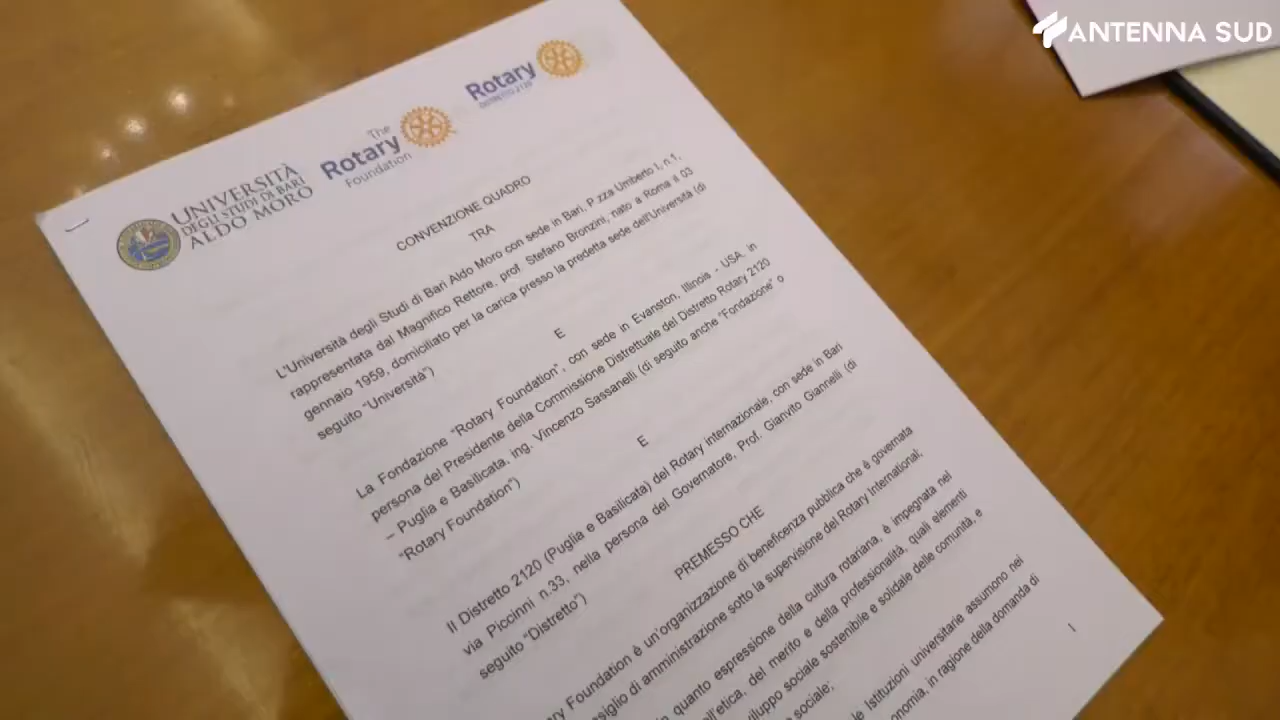 ANTENNA SUD
UNIVERSITÀ
DEGLI STUDI DI BARI
ALDO MORO
The
Rotary
Foundation
Rotary
DISTRETTO 2120
CONVENZIONE QUADRO
TRA
L'Università degli Studi di Bari Aldo Moro con sede in Bari, P.zza Umberto I, n.1,
rappresentata dal Magnifico Rettore, prof. Stefano Bronzini, nato a Roma il 03
gennaio 1959, domiciliato per la carica presso la predetta sede dell'Università (di
seguito "Università")
E
La Fondazione "Rotary Foundation", con sede in Evanston, Illinois - USA, in
persona del Presidente della Commissione Distrettuale del Distretto Rotary 2120
– Puglia e Basilicata, ing. Vincenzo Sassanelli (di seguito anche "Fondazione" o
"Rotary Foundation")
E
Il Distretto 2120 (Puglia e Basilicata) del Rotary internazionale, con sede in Bari
via Piccinni n.33, nella persona del Governatore, Prof. Gianvito Giannelli (di
seguito "Distretto")
PREMESSO CHE
ry Foundation è un'organizzazione di beneficenza pubblica che è governata
siglio di amministrazione sotto la supervisione del Rotary International;
in quanto espressione della cultura rotariana, è impegnata nel
all'etica, del merito e della professionalità, quali elementi
viluppo sociale sostenibile e solidale delle comunità, e
sociale;
le Istituzioni universitarie assumono nei
onomia, in ragione della domanda di
1